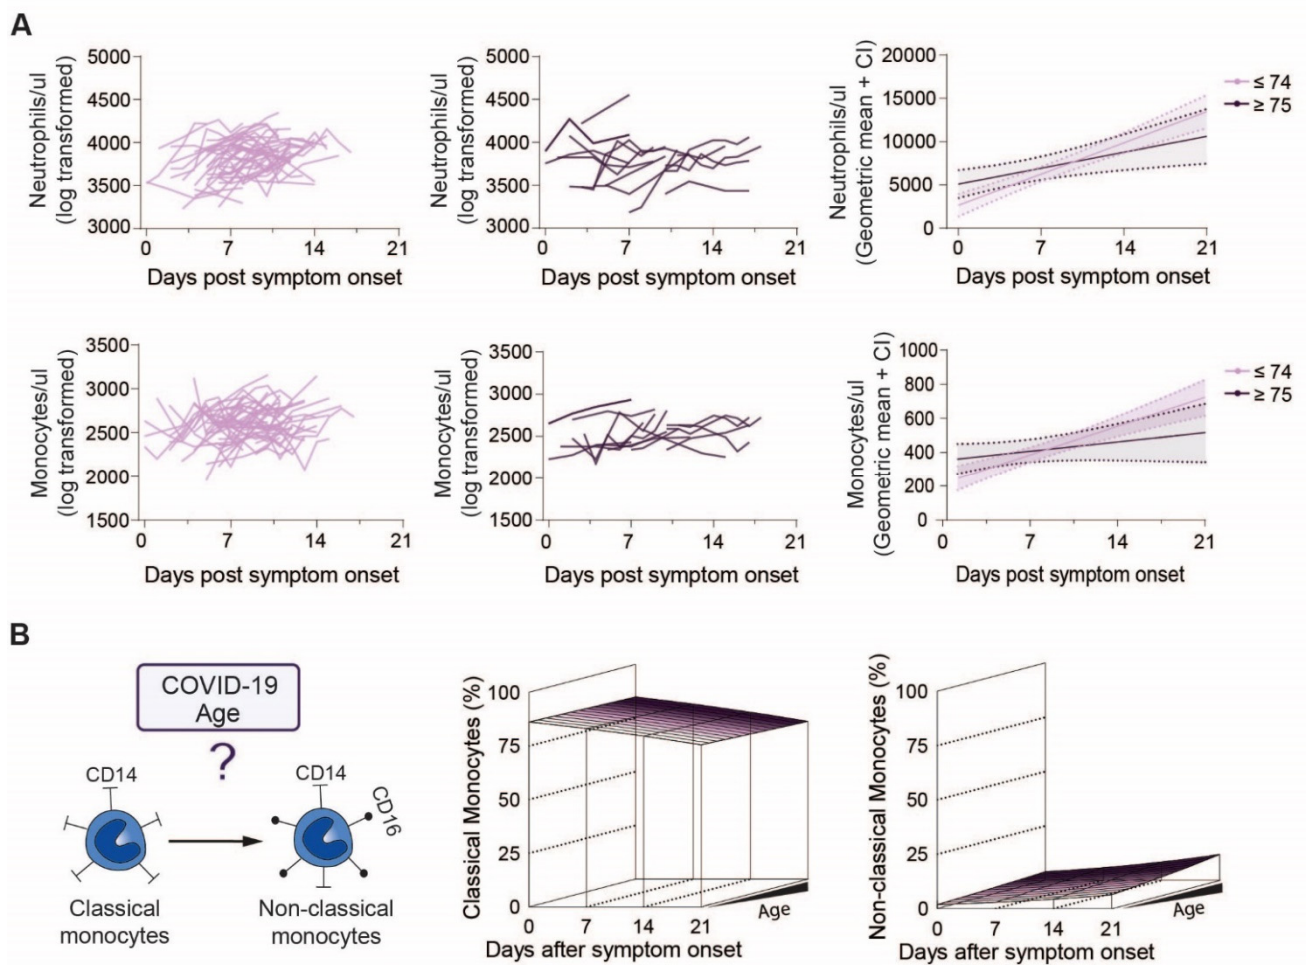 A
Neutrophils/ul
(log transformed)
5000
4500
4000
3500
3000
0 7 14 21
Days post symptom onset
Neutrophils/ul
(log transformed)
5000
4500
4000
3500
3000
0 7 14 21
Days post symptom onset
Neutrophils/ul
(Geometric mean + CI)
20000
15000
10000
5000
0
0 7 14 21
Days post symptom onset
≤ 74
≥ 75
Monocytes/ul
(log transformed)
3500
3000
2500
2000
1500
0 7 14 21
Days post symptom onset
Monocytes/ul
(log transformed)
3500
3000
2500
2000
1500
0 7 14 21
Days post symptom onset
Monocytes/ul
(Geometric mean + CI)
1000
800
600
400
200
0
0 7 14 21
Days post symptom onset
≤ 74
≥ 75
B
COVID-19
Age
?
CD14
CD14
CD16
Classical
monocytes
Non-classical
monocytes
Classical Monocytes (%)
100
75
50
25
0
0 7 14 21
Age
Days after symptom onset
Non-classical Monocytes (%)
100
75
50
25
0
0 7 14 21
Age
Days after symptom onset